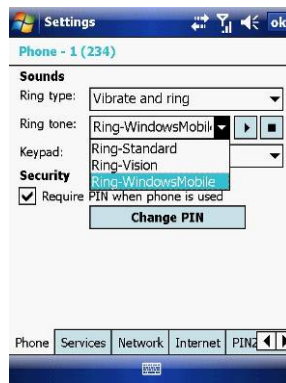 Settings
ok
Phone - 1 (234)
Sounds
Ring type: Vibrate and ring
Ring tone: Ring-WindowsMobil
Ring-Standard
Keypad:
Ring-Vision
Security
Ring-WindowsMobile
Require PIN when phone is used
Change PIN
Phone Services Network Internet PIN2